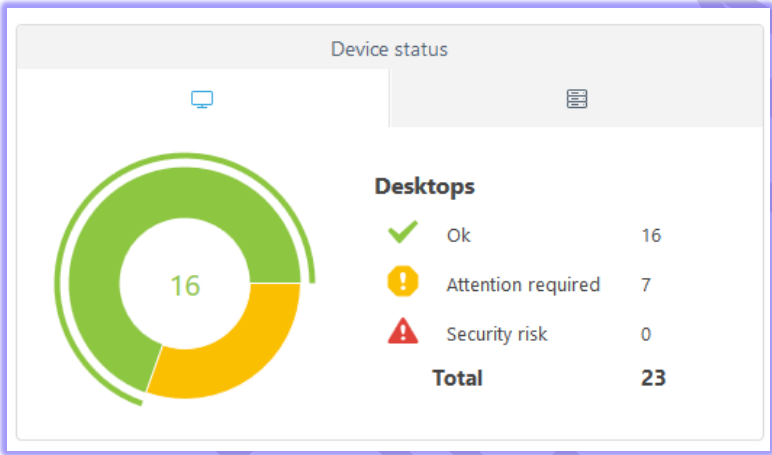 Device status
16
Desktops
Ok 16
Attention required 7
Security risk 0
Total 23